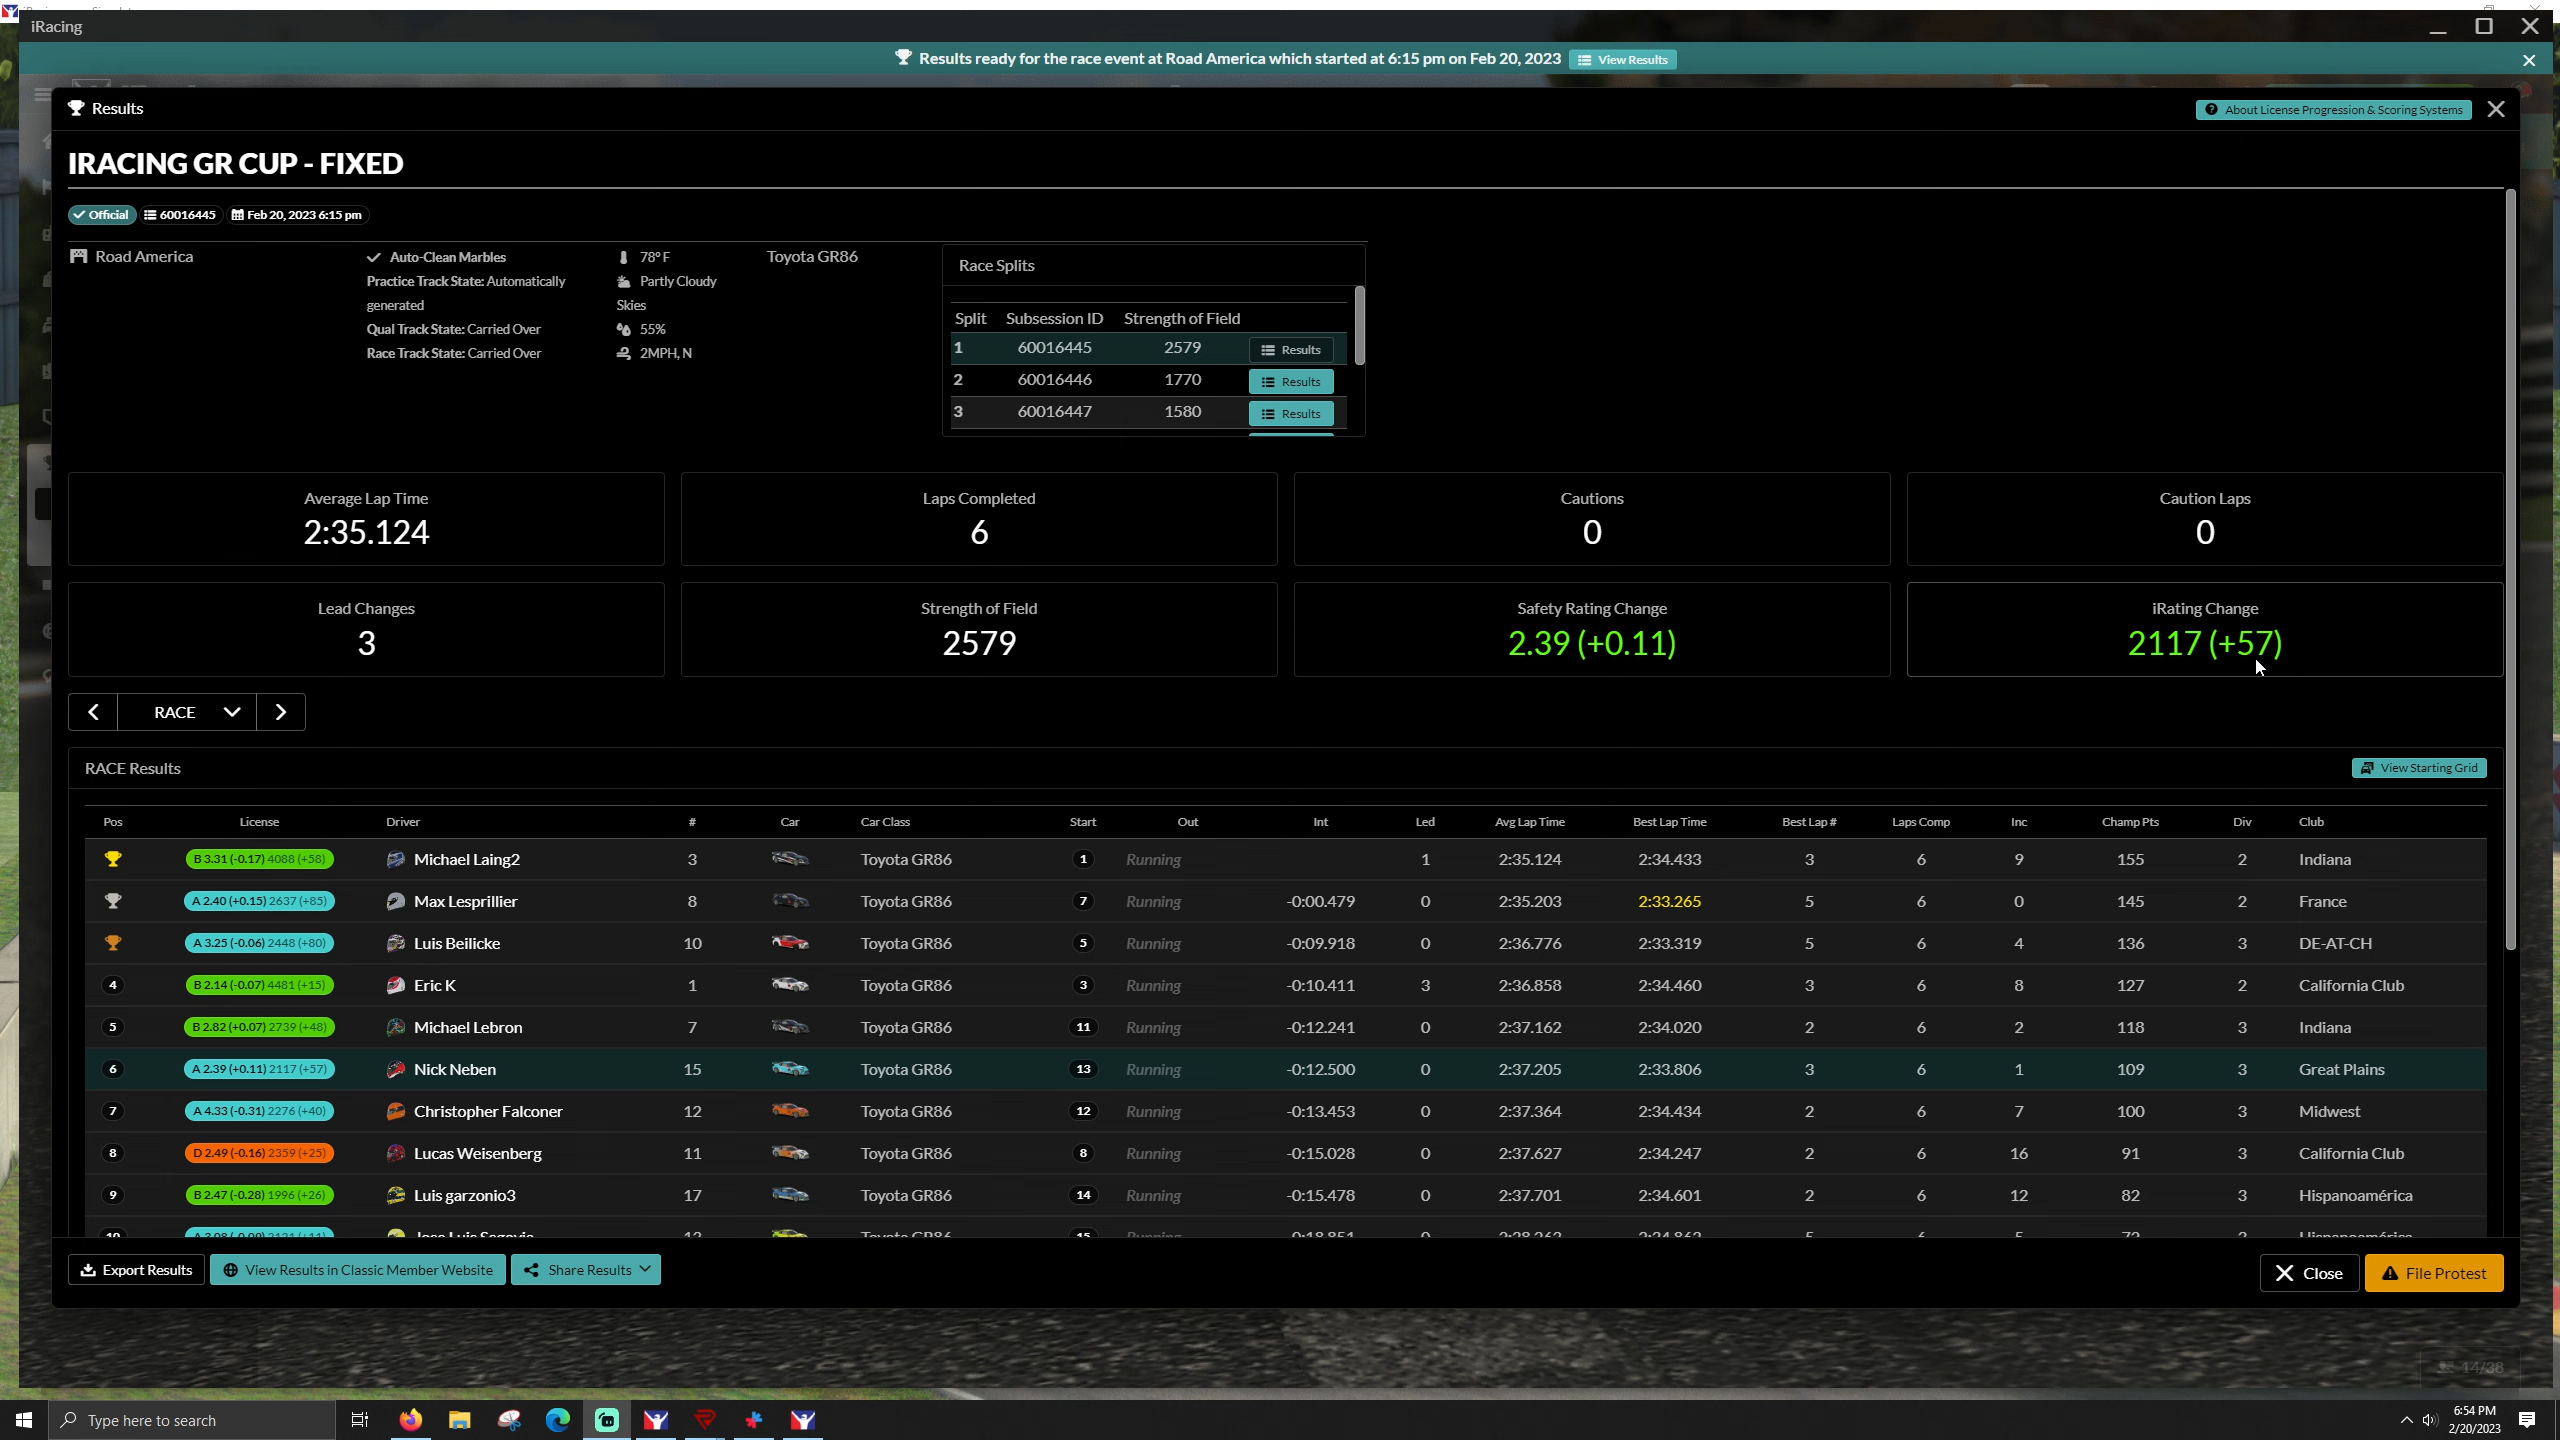 iRacing
Results ready for the race event at Road America which started at 6:15 pm on Feb 20, 2023 View Results
Results
About License Progression & Scoring Systems
IRACING GR CUP - FIXED
Official 60016445 Feb 20, 2023 6:15 pm
Road America
Auto-Clean Marbles
Practice Track State: Automatically
generated
Qual Track State: Carried Over
Race Track State: Carried Over
78° F
Partly Cloudy
Skies
55%
2MPH, N
Toyota GR86
Race Splits
Split Subsession ID Strength of Field
1 60016445 2579 Results
2 60016446 1770 Results
3 60016447 1580 Results
Average Lap Time
2:35.124
Laps Completed
6
Cautions
0
Caution Laps
0
Lead Changes
3
Strength of Field
2579
Safety Rating Change
2.39 (+0.11)
iRating Change
2117 (+57)
RACE
RACE Results
View Starting Grid
Pos License Driver # Car Car Class Start Out Int Led Avg Lap Time Best Lap Time Best Lap # Laps Comp Inc Champ Pts Div Club
B 3.31 (-0.17) 4088 (+58) Michael Laing2 3 Toyota GR86 1 Running 1 2:35.124 2:34.433 3 6 9 155 2 Indiana
A 2.40 (+0.15) 2637 (+85) Max Lesprillier 8 Toyota GR86 7 Running -0:00.479 0 2:35.203 2:33.265 5 6 0 145 2 France
A 3.25 (-0.06) 2448 (+80) Luis Beilicke 10 Toyota GR86 5 Running -0:09.918 0 2:36.776 2:33.319 5 6 4 136 3 DE-AT-CH
4 B 2.14 (-0.07) 4481 (+15) Eric K 1 Toyota GR86 3 Running -0:10.411 3 2:36.858 2:34.460 3 6 8 127 2 California Club
5 B 2.82 (+0.07) 2739 (+48) Michael Lebron 7 Toyota GR86 11 Running -0:12.241 0 2:37.162 2:34.020 2 6 2 118 3 Indiana
6 A 2.39 (+0.11) 2117 (+57) Nick Neben 15 Toyota GR86 13 Running -0:12.500 0 2:37.205 2:33.806 3 6 1 109 3 Great Plains
7 A 4.33 (-0.31) 2276 (+40) Christopher Falconer 12 Toyota GR86 12 Running -0:13.453 0 2:37.364 2:34.434 2 6 7 100 3 Midwest
8 D 2.49 (-0.16) 2359 (+25) Lucas Weisenberg 11 Toyota GR86 8 Running -0:15.028 0 2:37.627 2:34.247 2 6 16 91 3 California Club
9 B 2.47 (-0.28) 1996 (+26) Luis garzonio3 17 Toyota GR86 14 Running -0:15.478 0 2:37.701 2:34.601 2 6 12 82 3 Hispanoamérica
Export Results View Results in Classic Member Website Share Results
Close File Protest
14/38
Type here to search
6:54 PM
2/20/2023